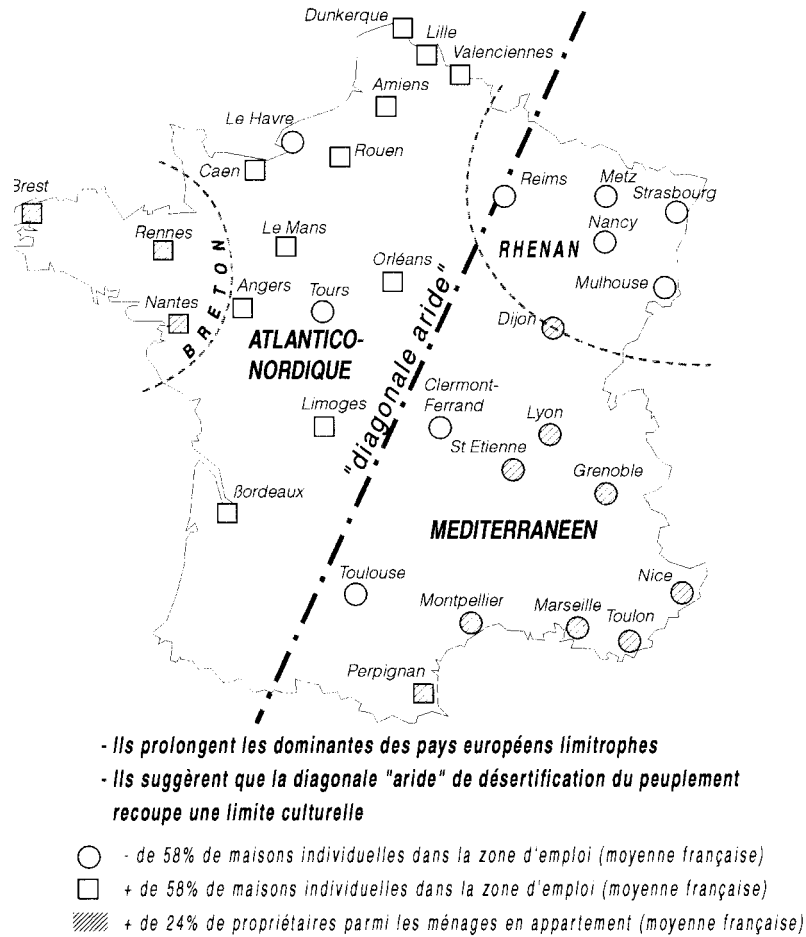 Dunkerque
Lille
Valenciennes
Amiens
Le Havre
Rouen
Caen
Brest
Rennes
Le Mans
Orléans
Nantes
Angers
Tours
BRETON
ATLANTICO-
NORDIQUE
Limoges
Bordeaux
"diagonale aride"
Reims
Metz
Strasbourg
Nancy
RHENAN
Mulhouse
Dijon
Clermont-
Ferrand
Lyon
St Etienne
Grenoble
MEDITERRANEEN
Toulouse
Montpellier
Marseille
Nice
Toulon
Perpignan
- Ils prolongent les dominantes des pays européens limitrophes
- Ils suggèrent que la diagonale "aride" de désertification du peuplement
recoupe une limite culturelle
- de 58% de maisons individuelles dans la zone d'emploi (moyenne française)
+ de 58% de maisons individuelles dans la zone d'emploi (moyenne française)
+ de 24% de propriétaires parmi les ménages en appartement (moyenne française)